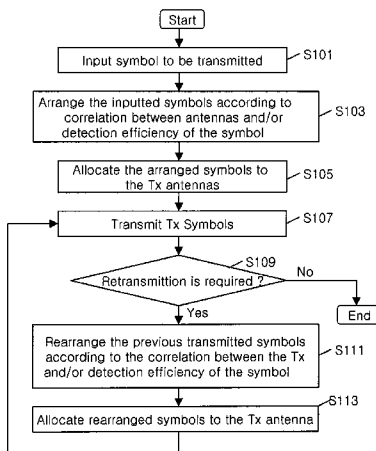 Start
Input symbol to be transmitted
S101
Arrange the inputted symbols according to
correlation between antennas and/or
detection efficiency of the symbol
S103
Allocate the arranged symbols to
the Tx antennas
S105
Transmit Tx Symbols
S107
S109
Retransmittion is required ?
No
End
Yes
Rearrange the previous transmitted symbols
according to the correlation between the Tx
and/or detection efficiency of the symbol
S111
S113
Allocate rearranged symbols to the Tx antenna